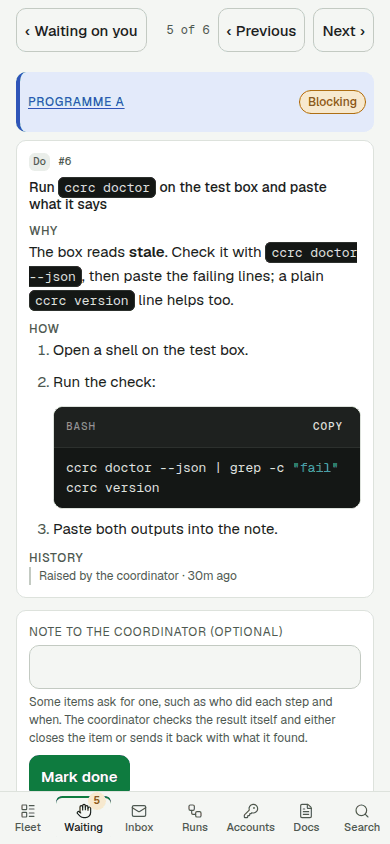 ‹ Waiting on you
5 of 6
‹ Previous
Next ›
PROGRAMME A
Blocking
Do #6
Run ccrc doctor on the test box and paste
what it says
WHY
The box reads stale. Check it with ccrc doctor
--json, then paste the failing lines; a plain
ccrc version line helps too.
HOW
1. Open a shell on the test box.
2. Run the check:
BASH
COPY
ccrc doctor --json | grep -c "fail"
ccrc version
3. Paste both outputs into the note.
HISTORY
Raised by the coordinator · 30m ago
NOTE TO THE COORDINATOR (OPTIONAL)
Some items ask for one, such as who did each step and
when. The coordinator checks the result itself and either
closes the item or sends it back with what it found.
Mark done
5
Fleet
Waiting
Inbox
Runs
Accounts
Docs
Search